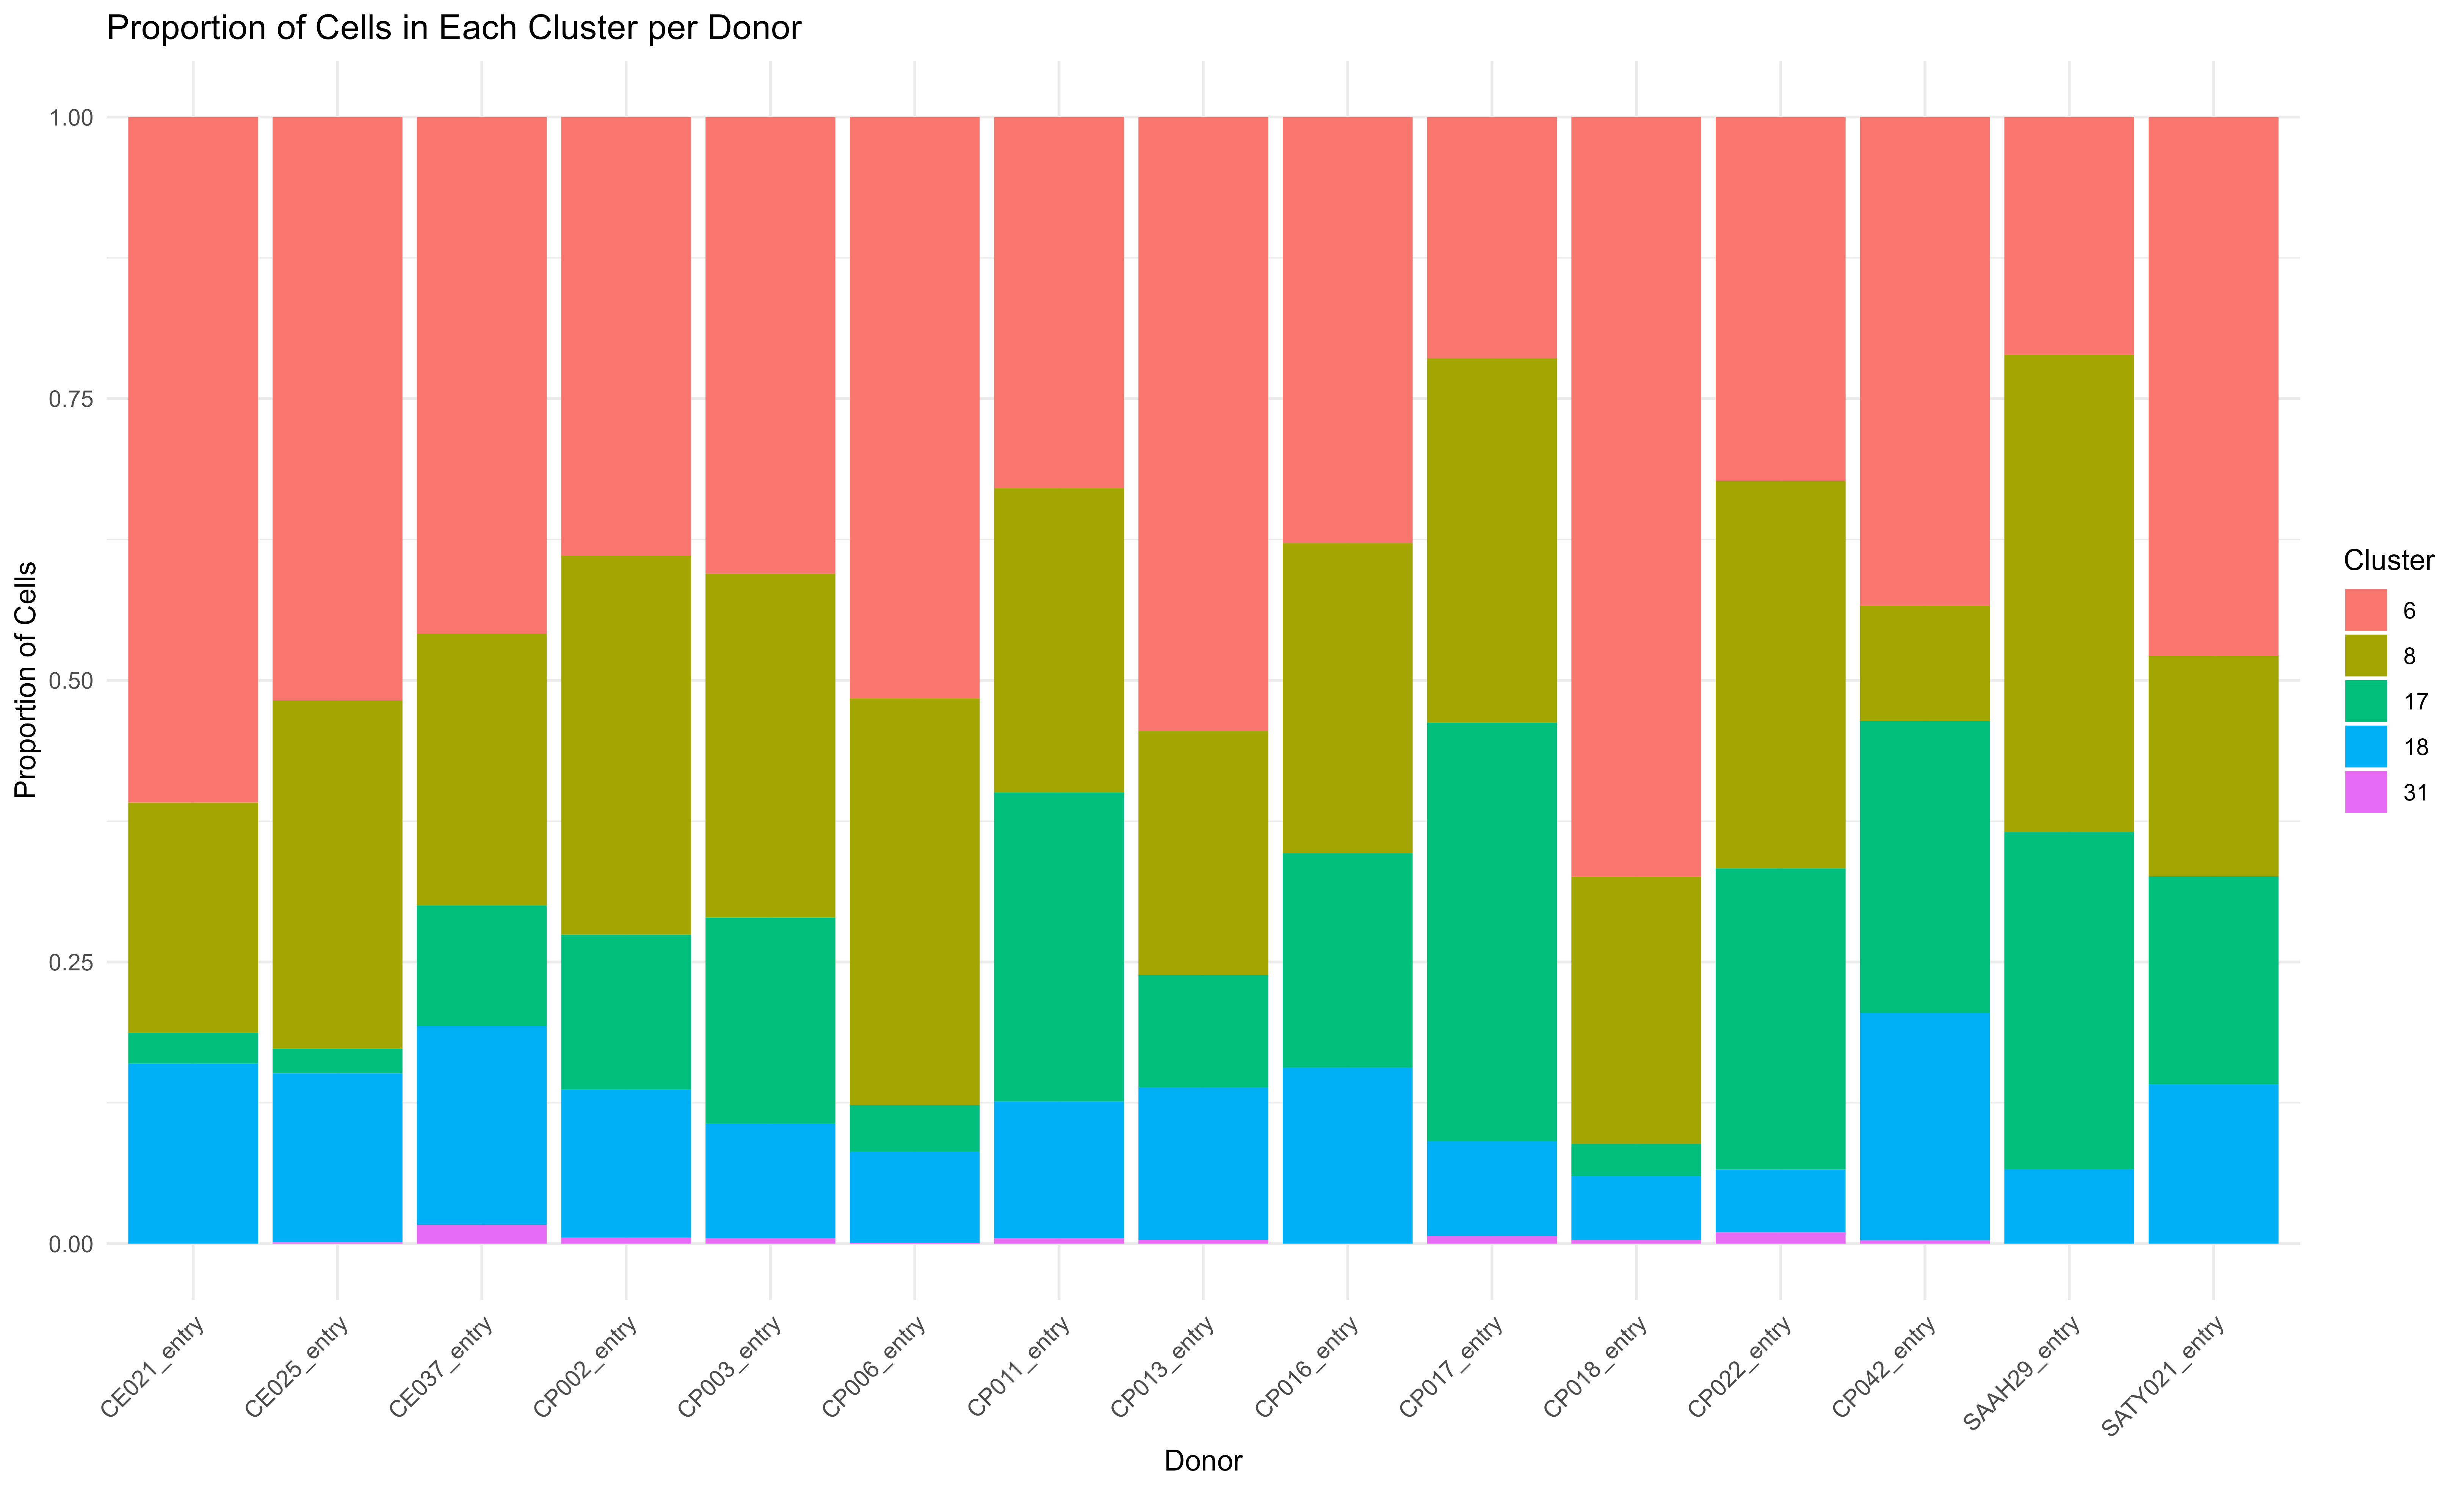 Proportion of Cells in Each Cluster per Donor
Proportion of Cells
1.00
0.75
0.50
0.25
0.00
CE021_entry
CE025_entry
CE037_entry
CP002_entry
CP003_entry
CP006_entry
CP011_entry
CP013_entry
CP016_entry
CP017_entry
CP018_entry
CP022_entry
CP042_entry
SAAH29_entry
SATY021_entry
Donor
Cluster
6
8
17
18
31